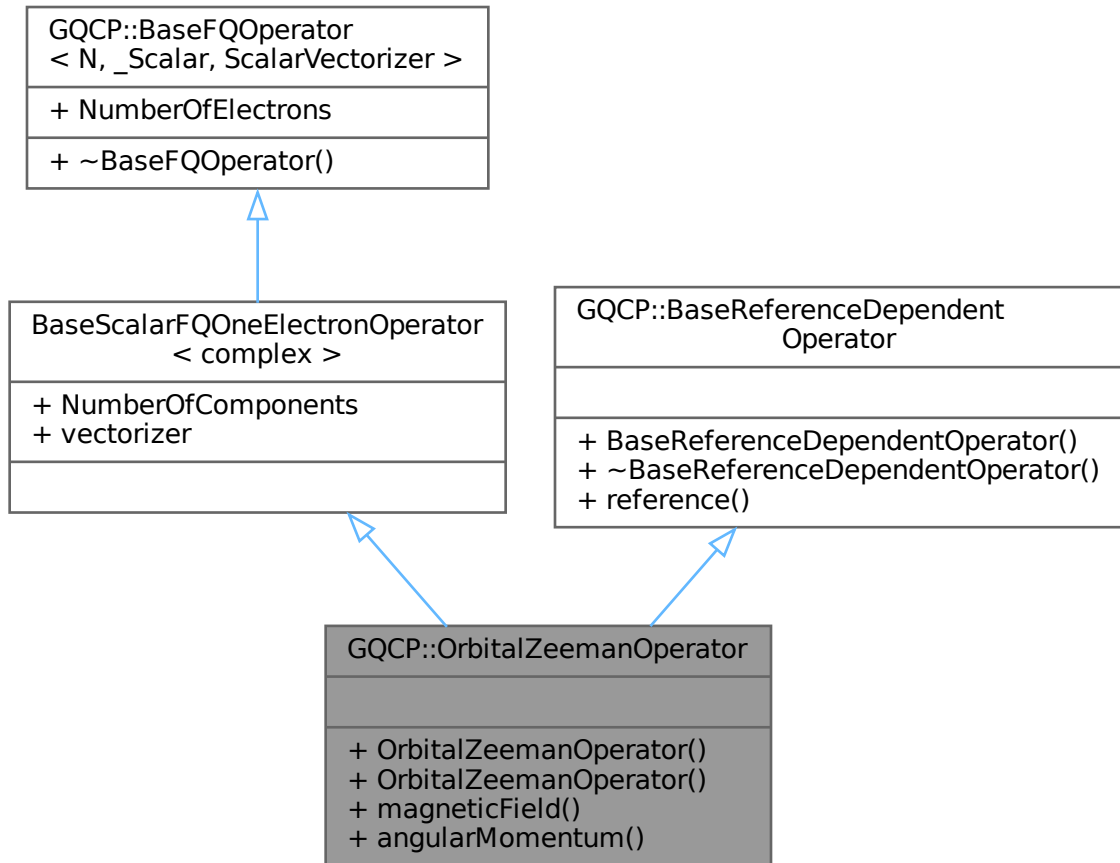 GQCP::BaseFQOperator
< N, _Scalar, ScalarVectorizer >
+ NumberOfElectrons
+ ~BaseFQOperator()
BaseScalarFQOneElectronOperator
< complex >
+ NumberOfComponents
+ vectorizer
GQCP::BaseReferenceDependent
Operator
+ BaseReferenceDependentOperator()
+ ~BaseReferenceDependentOperator()
+ reference()
GQCP::OrbitalZeemanOperator
+ OrbitalZeemanOperator()
+ OrbitalZeemanOperator()
+ magneticField()
+ angularMomentum()